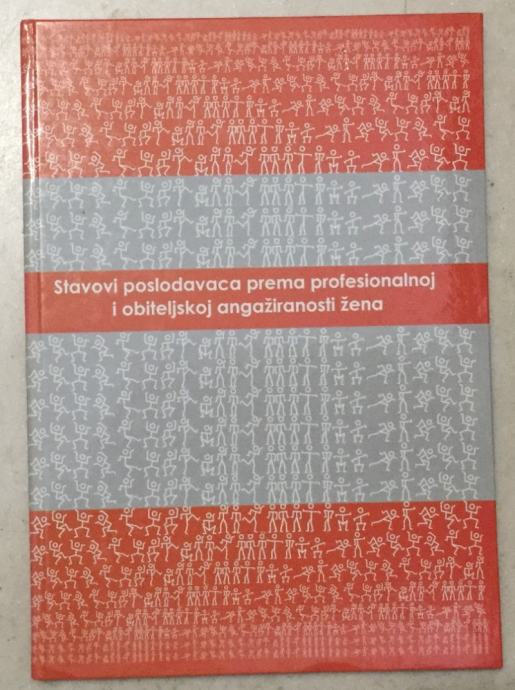 Stavovi poslodavaca prema profesionalnoj
i obiteljskoj angažiranosti žena